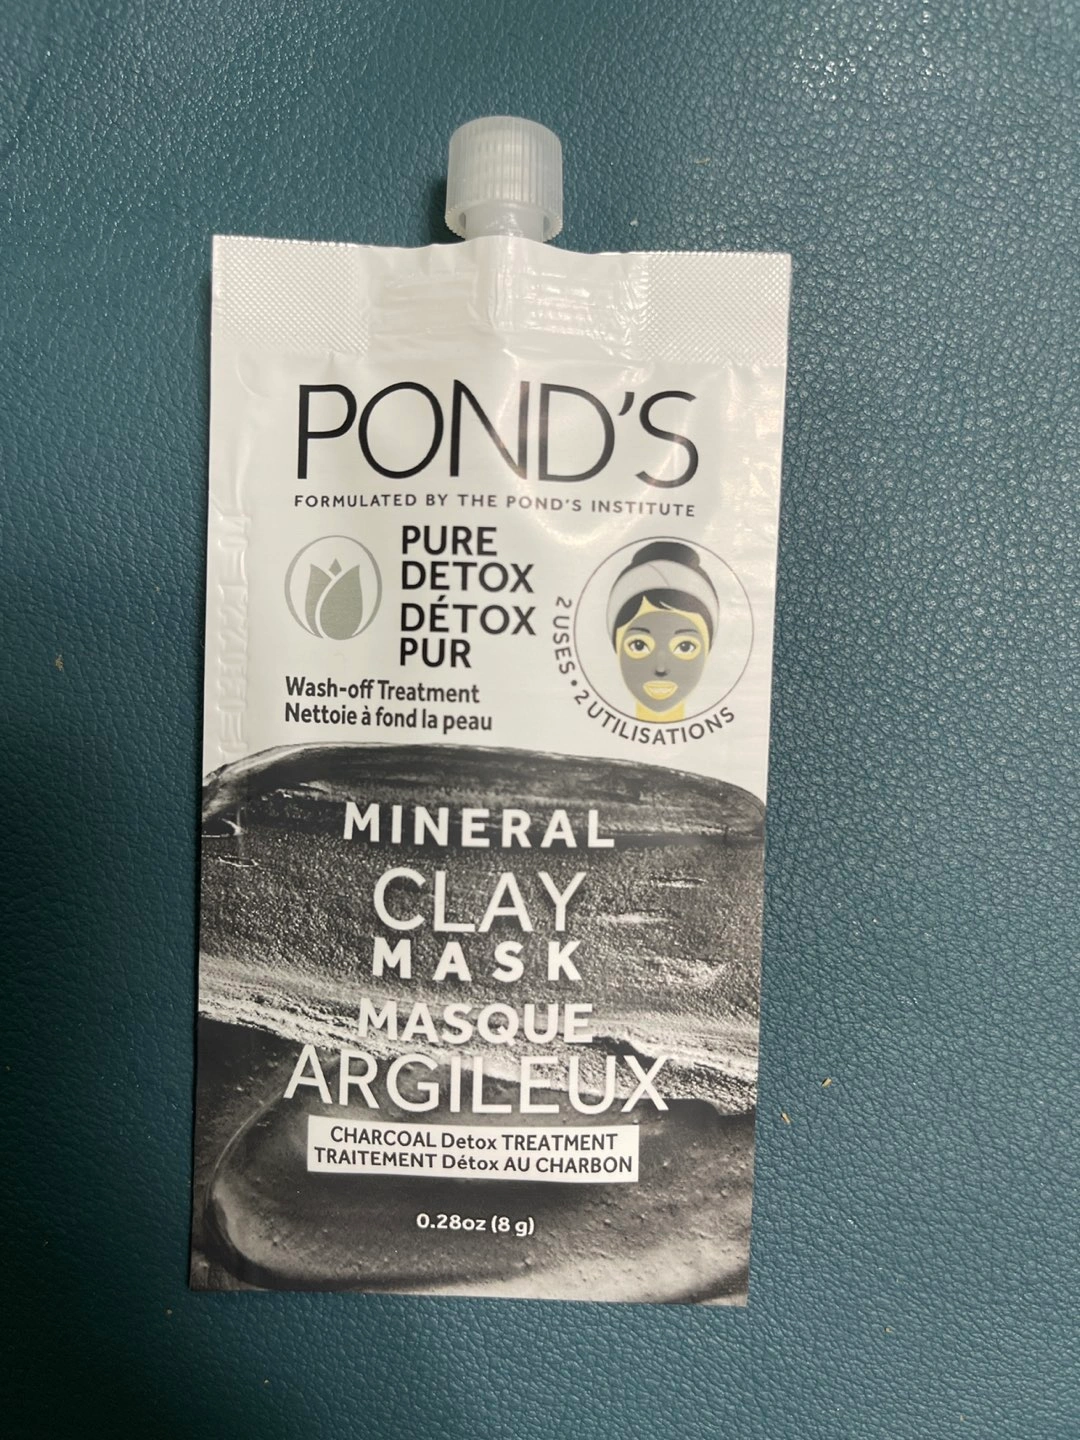 POND'S
FORMULATED BY THE POND'S INSTITUTE
PURE
DETOX
DÉTOX
PUR
2 USES • 2 UTILISATIONS
Wash-off Treatment
Nettoie à fond la peau
MINERAL
CLAY
MASK
MASQUE
ARGILEUX
CHARCOAL Detox TREATMENT
TRAITEMENT Détox AU CHARBON
0.28oz (8 g)